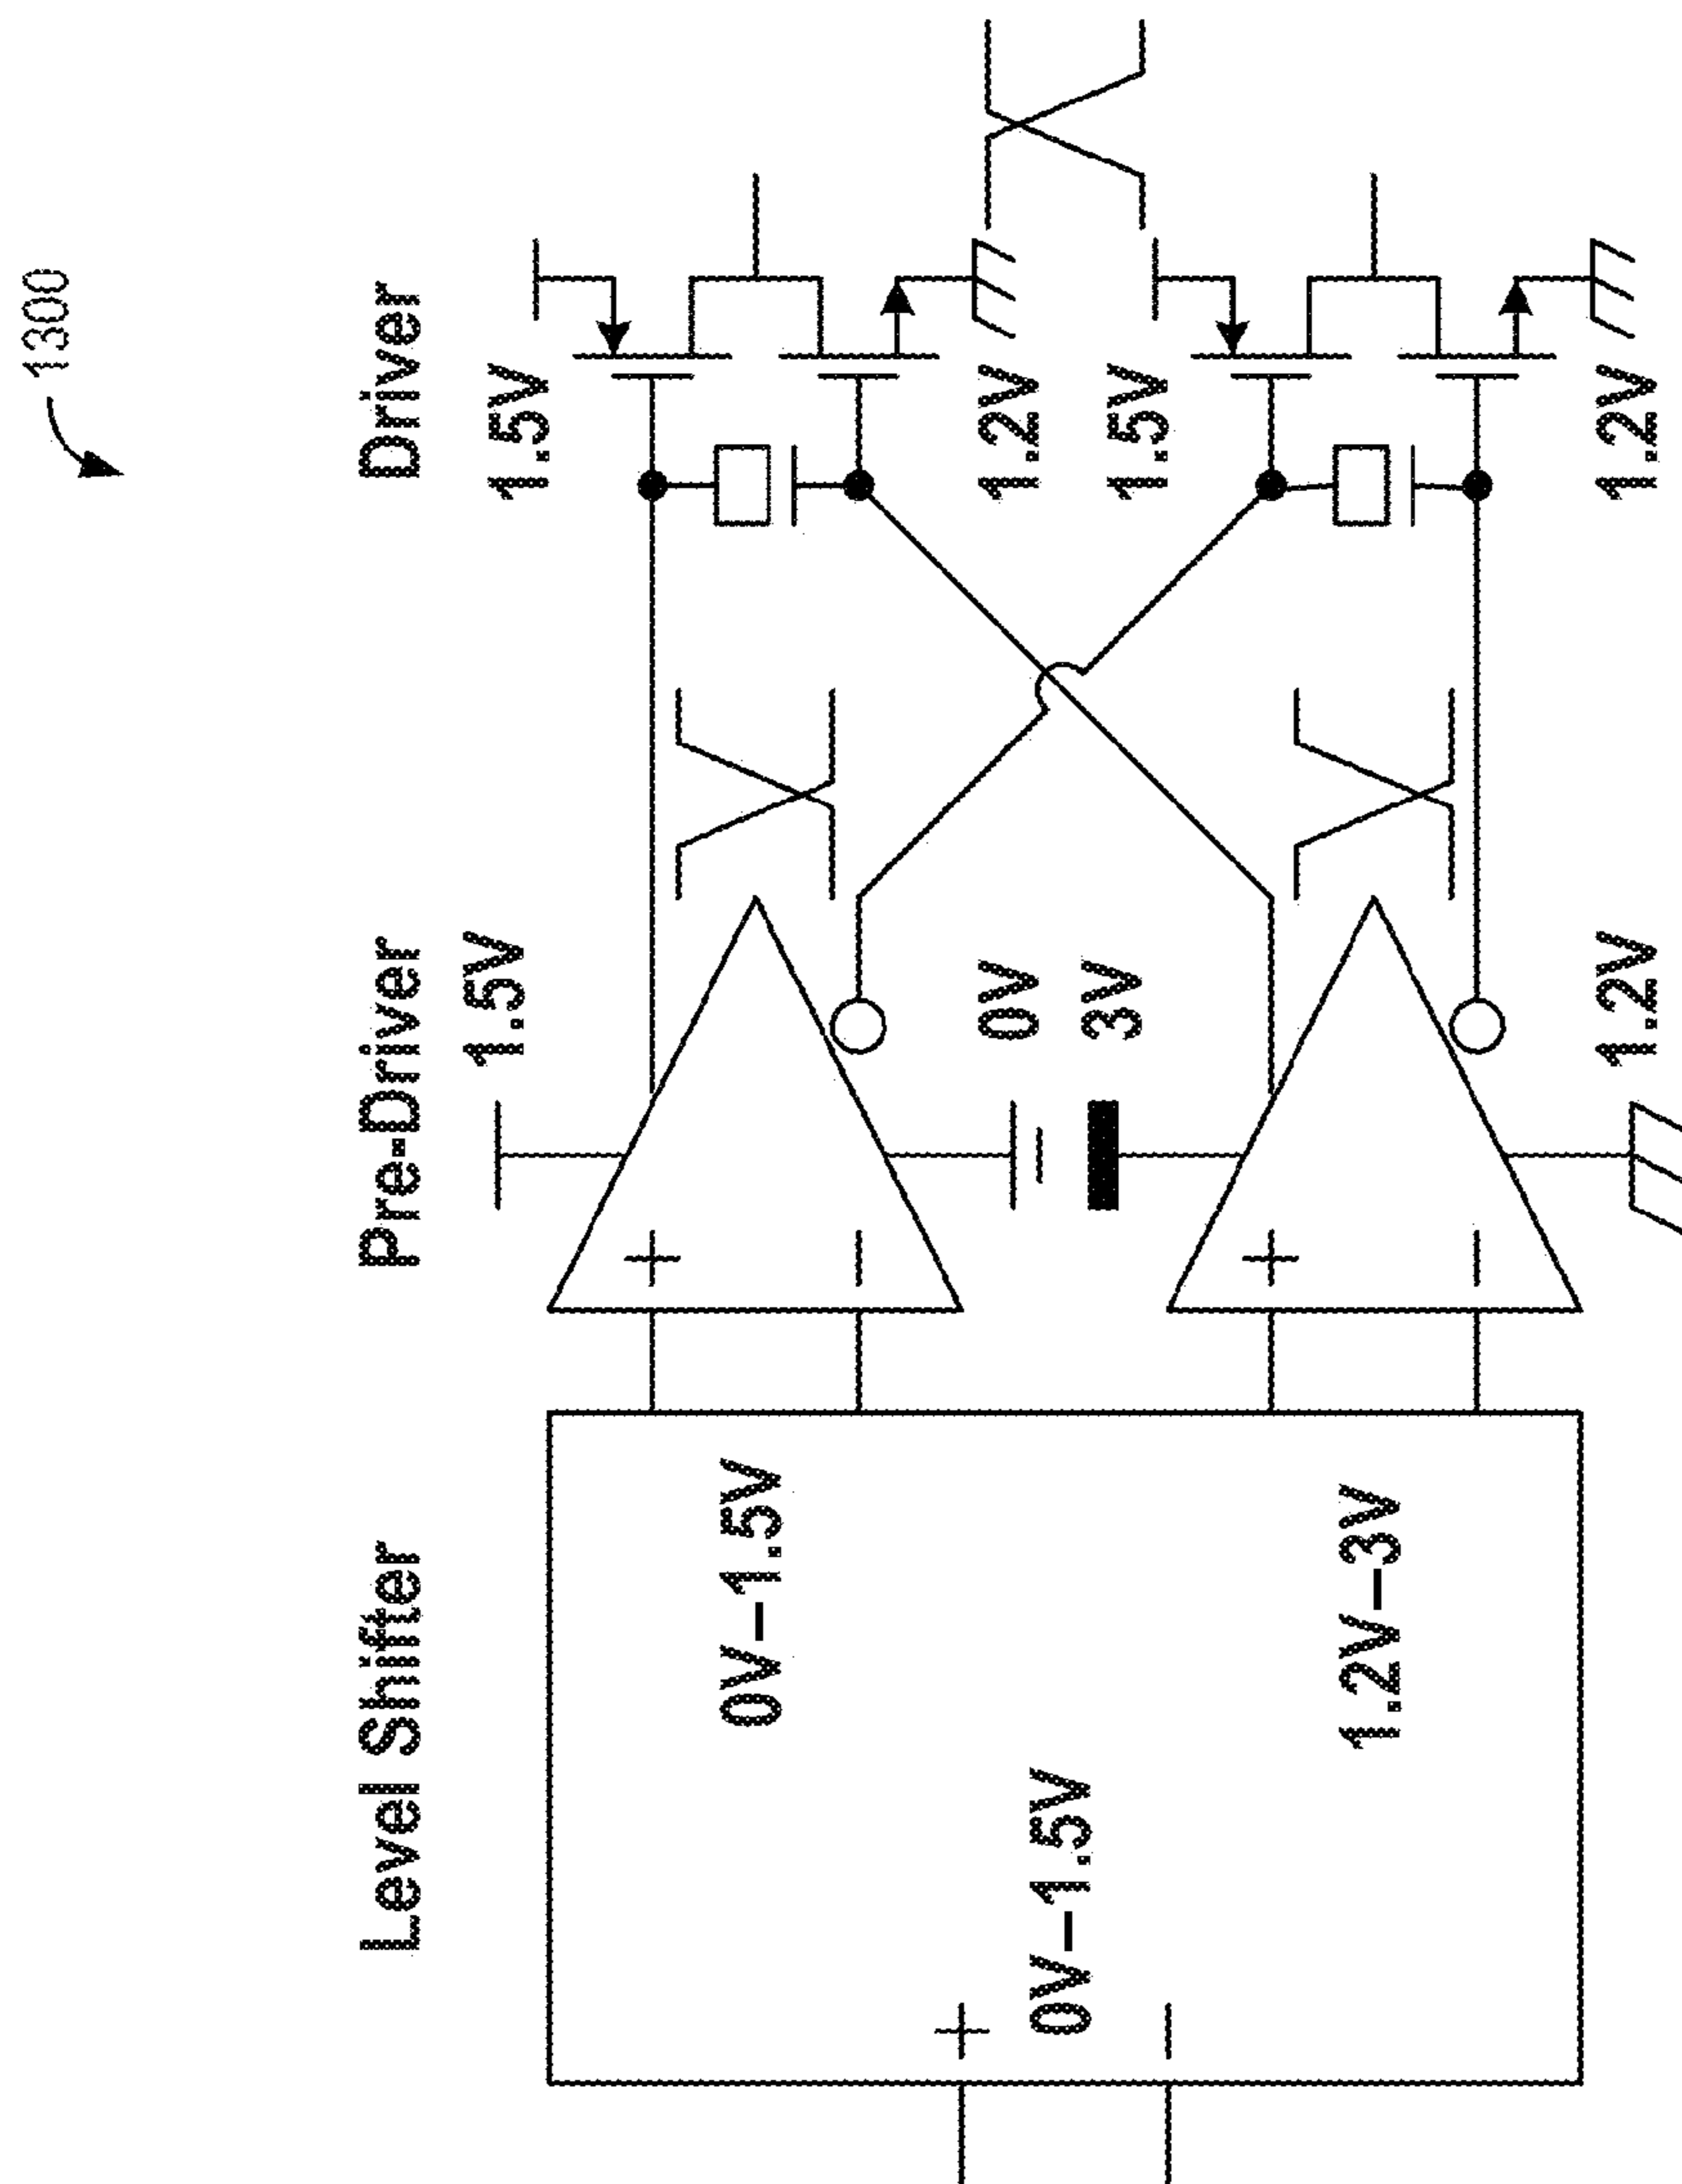 1300
Level Shifter
Pre-Driver
Driver
1.5V
1.5V
0V–1.5V
+
−
0V
1.2V
+
0V–1.5V
−
3V
1.5V
1.2V–3V
+
−
1.2V
1.2V